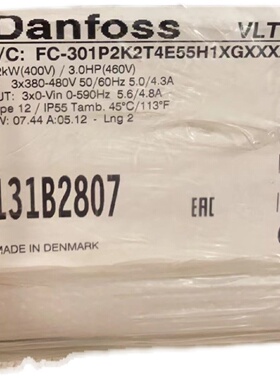 Danfoss VLT
/C: FC-301P2K2T4E55H1XGXXX
2kW(400V) / 3.0HP(460V)
3x380-480V 50/60Hz 5.0/4.3A
UT: 3x0-Vin 0-590Hz 5.6/4.8A
pe 12 / IP55 Tamb. 45°C/113°F
V: 07.44 A:05.12 - Lng 2
131B2807
EAC
MADE IN DENMARK